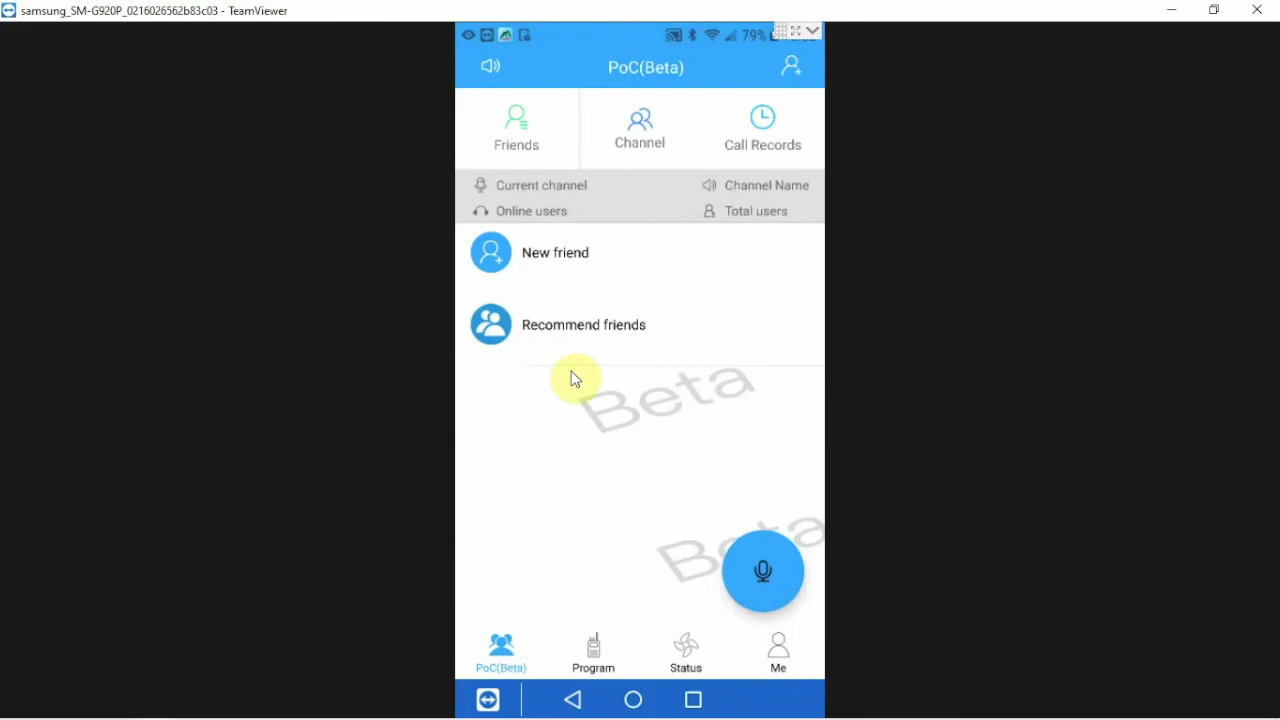 samsung_SM-G920P_0216026562b83c03 - TeamViewer
79%
PoC(Beta)
Friends
Channel
Call Records
Current channel
Channel Name
Online users
Total users
New friend
Recommend friends
Beta
Beta
PoC(Beta)
Program
Status
Me